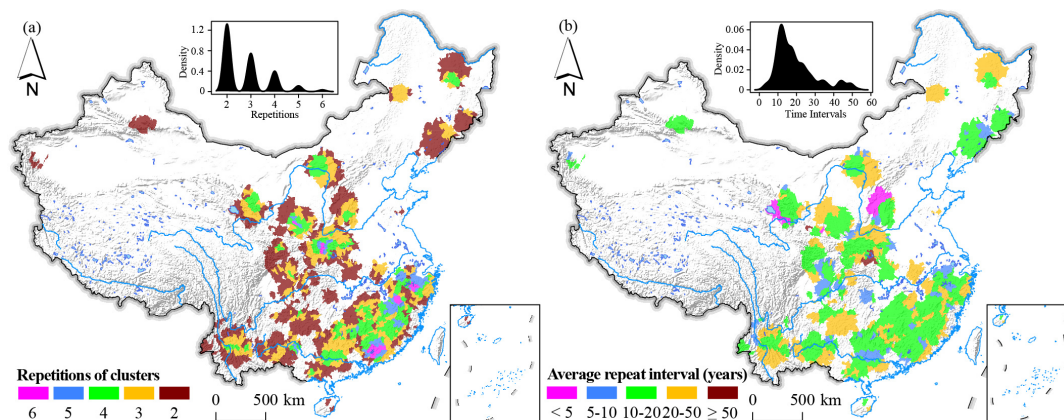 (a)
N
Density
1.2
0.8
0.4
0
2 3 4 5 6
Repetitions
Repetitions of clusters
6 5 4 3 2
0 500 km
(b)
N
Density
0.06
0.04
0.02
0
0 10 20 30 40 50 60
Time Intervals
Average repeat interval (years)
< 5 5-10 10-20 20-50 ≥ 50
0 500 km